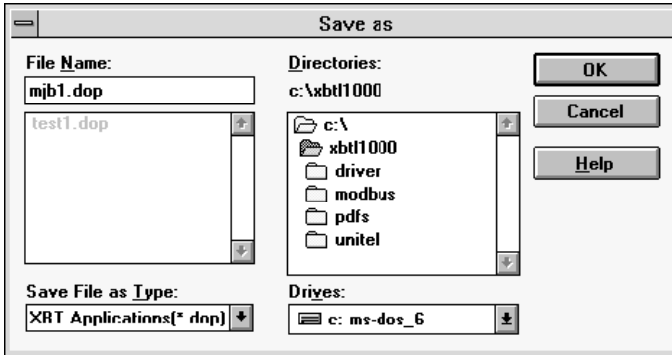 Save as
File Name:
mjb1.dop
test1.dop
Directories:
c:\xbtl1000
c:\
xbtl1000
driver
modbus
pdfs
unitel
OK
Cancel
Help
Save File as Type:
XBT Applications(*.dop)
Drives:
c: ms-dos_6